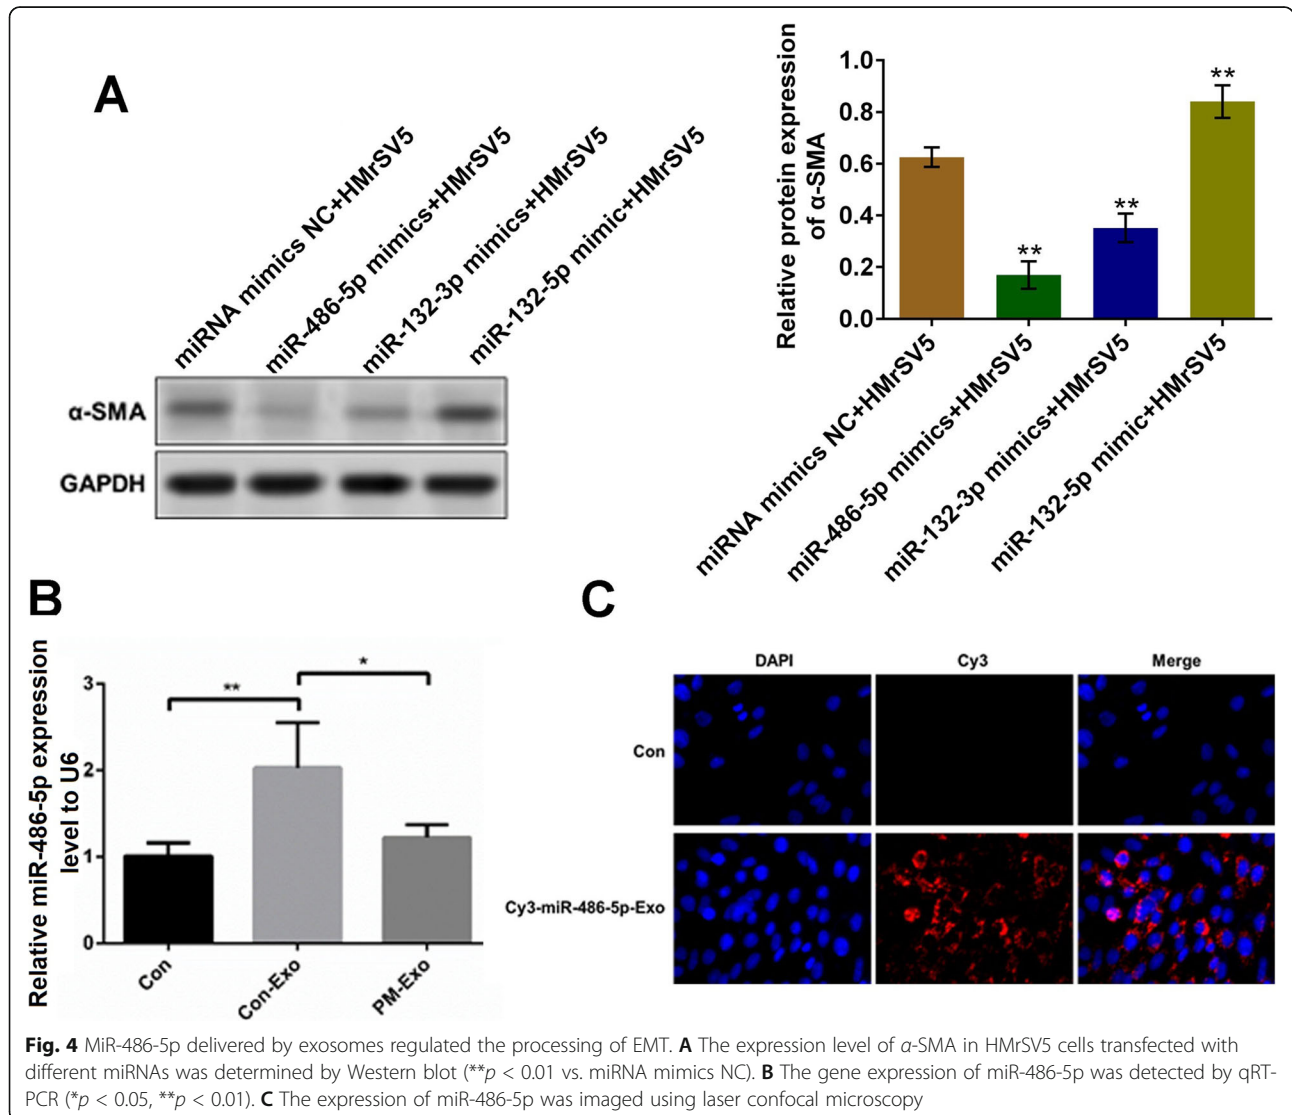 A
miRNA mimics NC+HMrSV5
miR-486-5p mimics+HMrSV5
miR-132-3p mimics+HMrSV5
miR-132-5p mimic+HMrSV5
α-SMA
GAPDH
Relative protein expression
of α-SMA
1.0
0.8
0.6
0.4
0.2
0.0
**
**
**
miRNA mimics NC+HMrSV5
miR-486-5p mimics+HMrSV5
miR-132-3p mimics+HMrSV5
miR-132-5p mimic+HMrSV5
B
Relative miR-486-5p expression
level to U6
3
2
1
0
**
*
Con
Con-Exo
PM-Exo
C
DAPI
Cy3
Merge
Con
Cy3-miR-486-5p-Exo
Fig. 4 MiR-486-5p delivered by exosomes regulated the processing of EMT. A The expression level of α-SMA in HMrSV5 cells transfected with
different miRNAs was determined by Western blot (**p < 0.01 vs. miRNA mimics NC). B The gene expression of miR-486-5p was detected by qRT-
PCR (*p < 0.05, **p < 0.01). C The expression of miR-486-5p was imaged using laser confocal microscopy